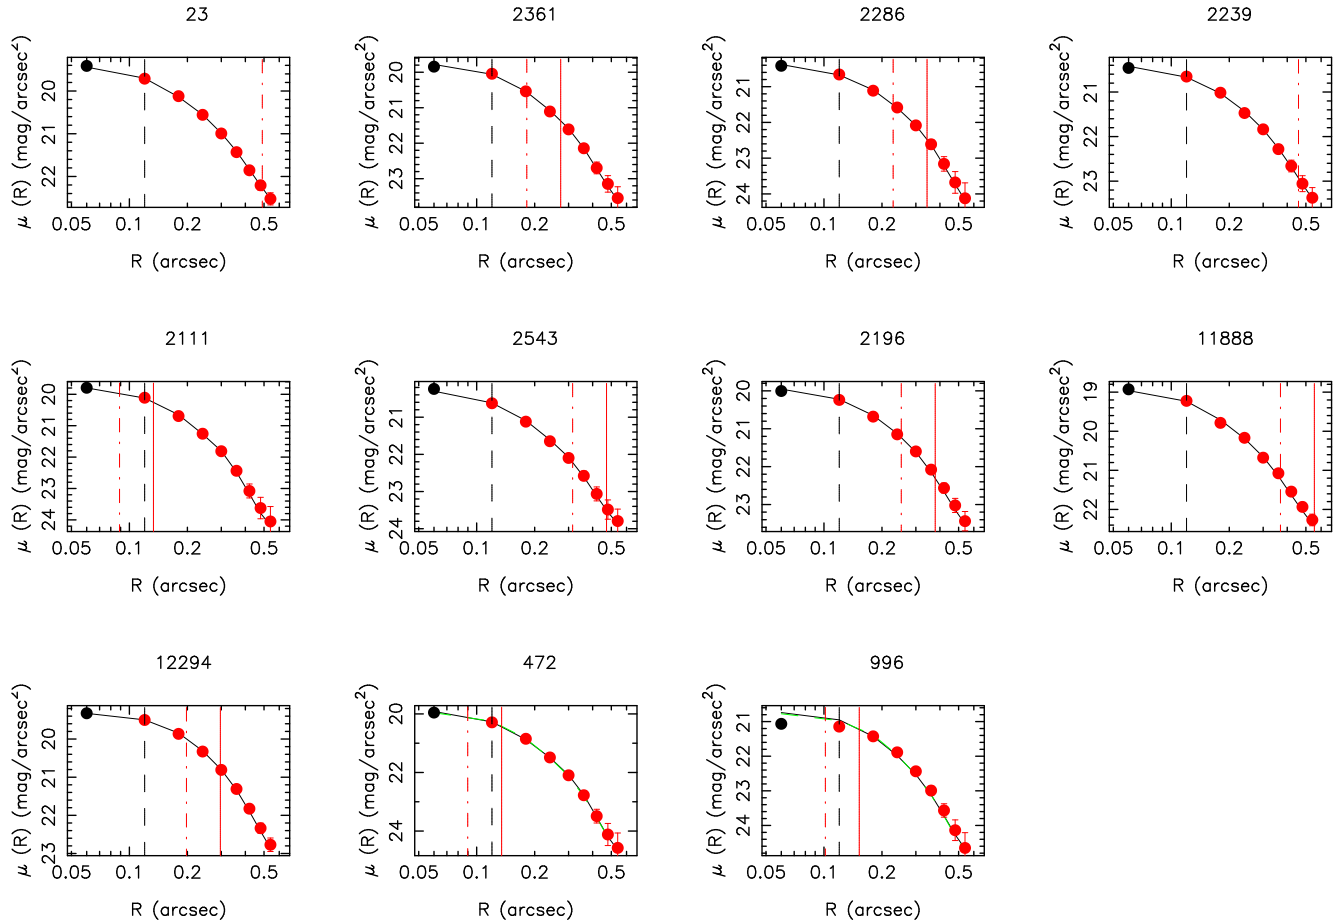 23 2361 2286 2239
μ (R) (mag/arcsec²) 20 21 22
0.05 0.1 0.2 0.5
R (arcsec)
μ (R) (mag/arcsec²) 20 21 22 23
0.05 0.1 0.2 0.5
R (arcsec)
μ (R) (mag/arcsec²) 21 22 23 24
0.05 0.1 0.2 0.5
R (arcsec)
μ (R) (mag/arcsec²) 21 22 23
0.05 0.1 0.2 0.5
R (arcsec)
2111 2543 2196 11888
μ (R) (mag/arcsec²) 20 21 22 23 24
0.05 0.1 0.2 0.5
R (arcsec)
μ (R) (mag/arcsec²) 21 22 23 24
0.05 0.1 0.2 0.5
R (arcsec)
μ (R) (mag/arcsec²) 20 21 22 23
0.05 0.1 0.2 0.5
R (arcsec)
μ (R) (mag/arcsec²) 19 20 21 22
0.05 0.1 0.2 0.5
R (arcsec)
12294 472 996
μ (R) (mag/arcsec²) 20 21 22 23
0.05 0.1 0.2 0.5
R (arcsec)
μ (R) (mag/arcsec²) 20 22 24
0.05 0.1 0.2 0.5
R (arcsec)
μ (R) (mag/arcsec²) 21 22 23 24
0.05 0.1 0.2 0.5
R (arcsec)